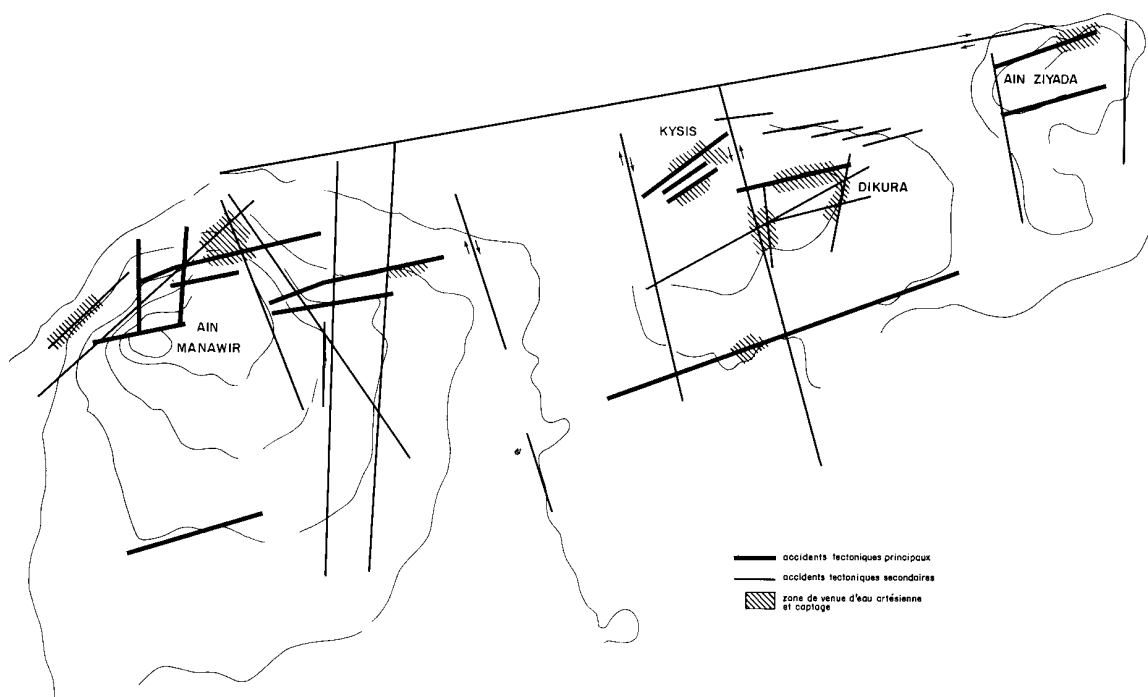 AIN ZIYADA
KYSIS
DIKURA
AIN
MANAWIR
accidents tectoniques principaux
accidents tectoniques secondaires
zone de venue d'eau artésienne
et captage